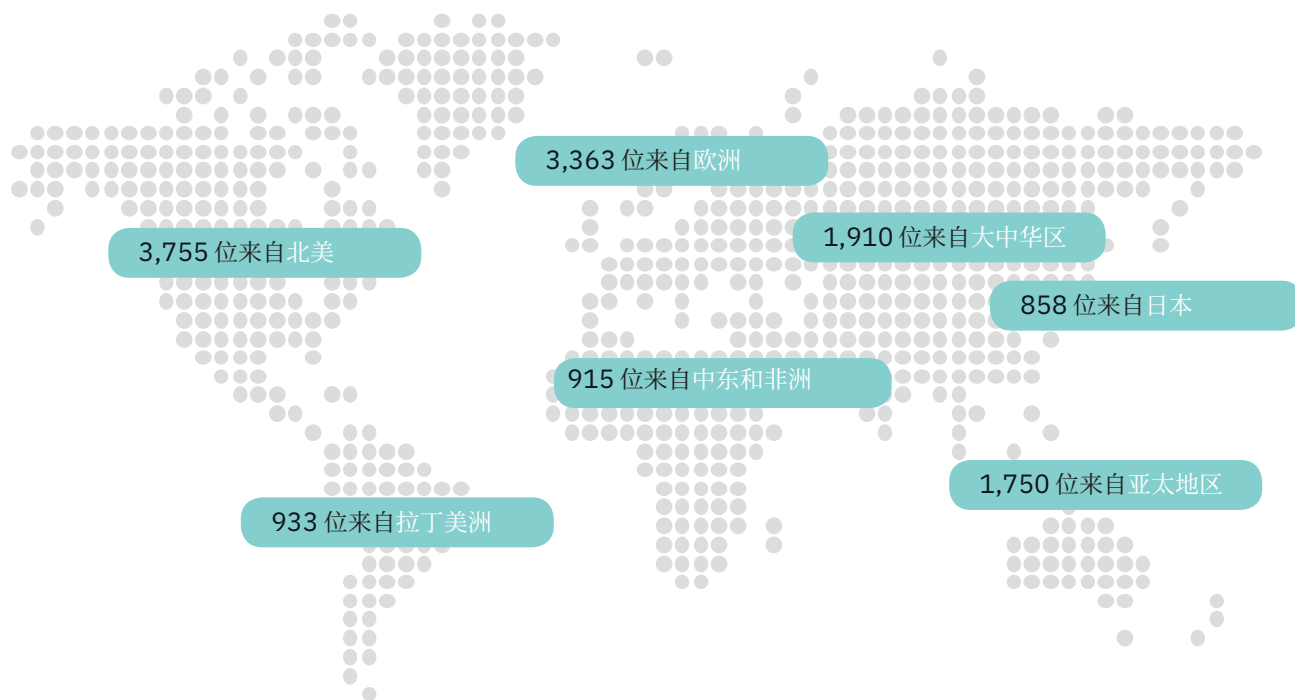 3,363 位来自欧洲
1,910 位来自大中华区
3,755 位来自北美
858 位来自日本
915 位来自中东和非洲
1,750 位来自亚太地区
933 位来自拉丁美洲